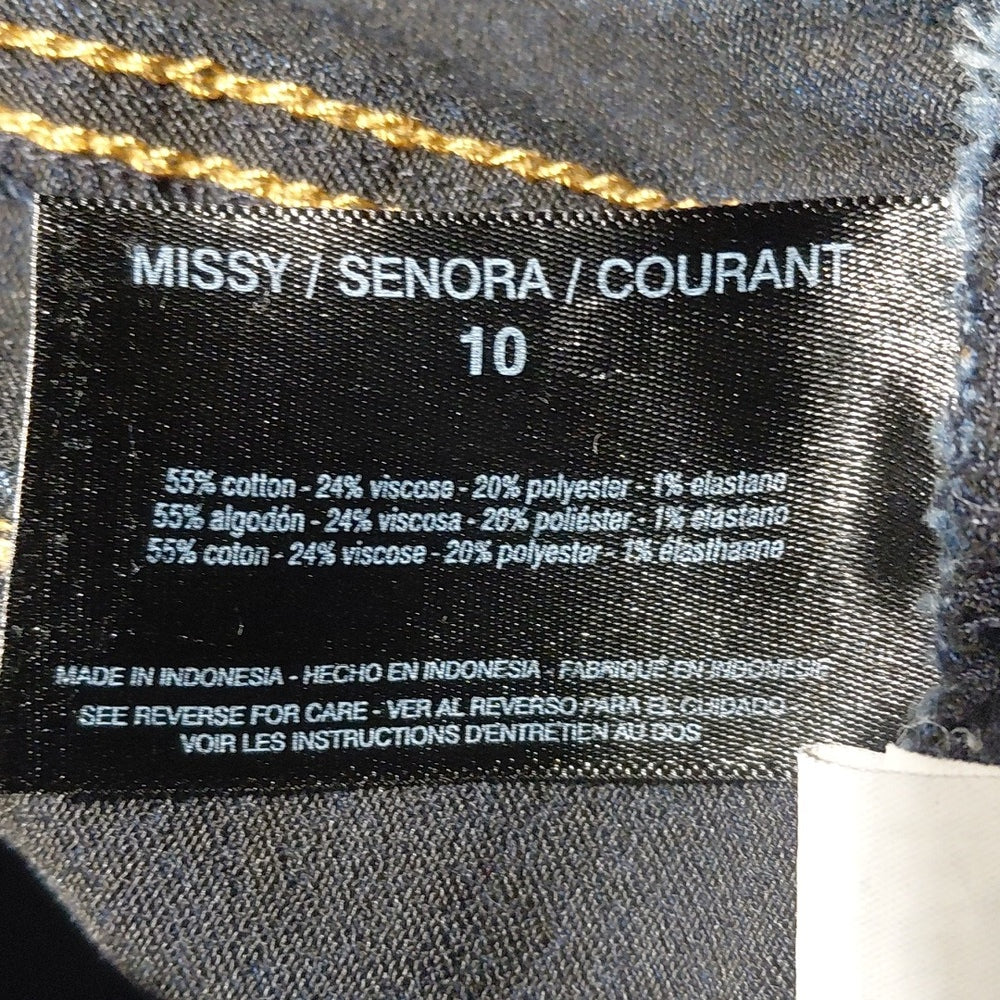 MISSY / SENORA / COURANT
10
55% cotton - 24% viscose - 20% polyester - 1% elastane
55% algodón - 24% viscosa - 20% poliéster - 1% elastano
55% coton - 24% viscose - 20% polyester - 1% élasthanne
MADE IN INDONESIA - HECHO EN INDONESIA - FABRIQUÉ EN INDONESIE
SEE REVERSE FOR CARE - VER AL REVERSO PARA EL CUIDADO
VOIR LES INSTRUCTIONS D'ENTRETIEN AU DOS